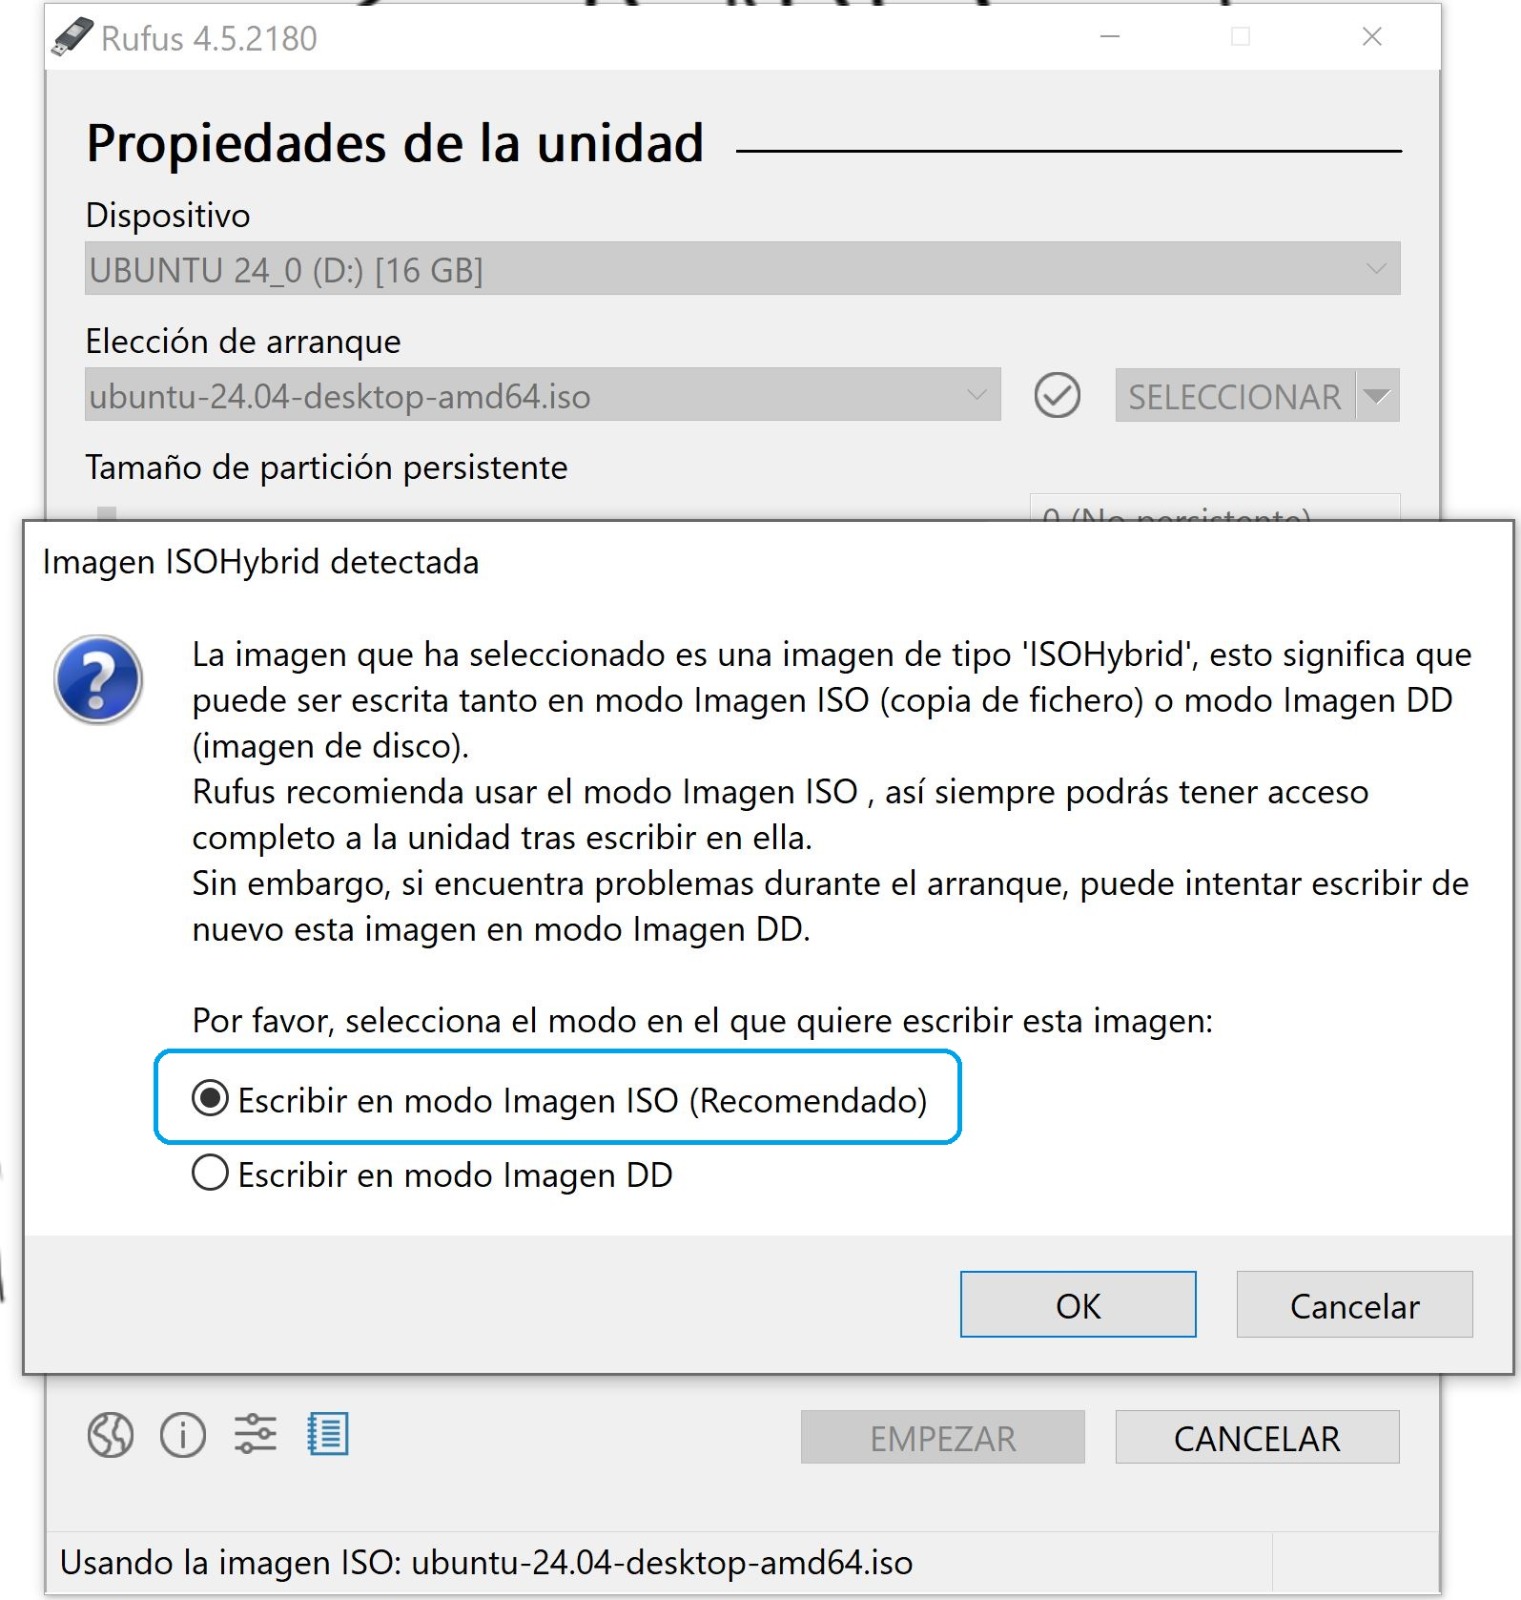 Rufus 4.5.2180
Propiedades de la unidad
Dispositivo
UBUNTU 24_0 (D:) [16 GB]
Elección de arranque
ubuntu-24.04-desktop-amd64.iso
SELECCIONAR
Tamaño de partición persistente
0 (No persistente)
Imagen ISOHybrid detectada
La imagen que ha seleccionado es una imagen de tipo 'ISOHybrid', esto significa que
puede ser escrita tanto en modo Imagen ISO (copia de fichero) o modo Imagen DD
(imagen de disco).
Rufus recomienda usar el modo Imagen ISO , así siempre podrás tener acceso
completo a la unidad tras escribir en ella.
Sin embargo, si encuentra problemas durante el arranque, puede intentar escribir de
nuevo esta imagen en modo Imagen DD.
Por favor, selecciona el modo en el que quiere escribir esta imagen:
Escribir en modo Imagen ISO (Recomendado)
Escribir en modo Imagen DD
OK
Cancelar
EMPEZAR
CANCELAR
Usando la imagen ISO: ubuntu-24.04-desktop-amd64.iso